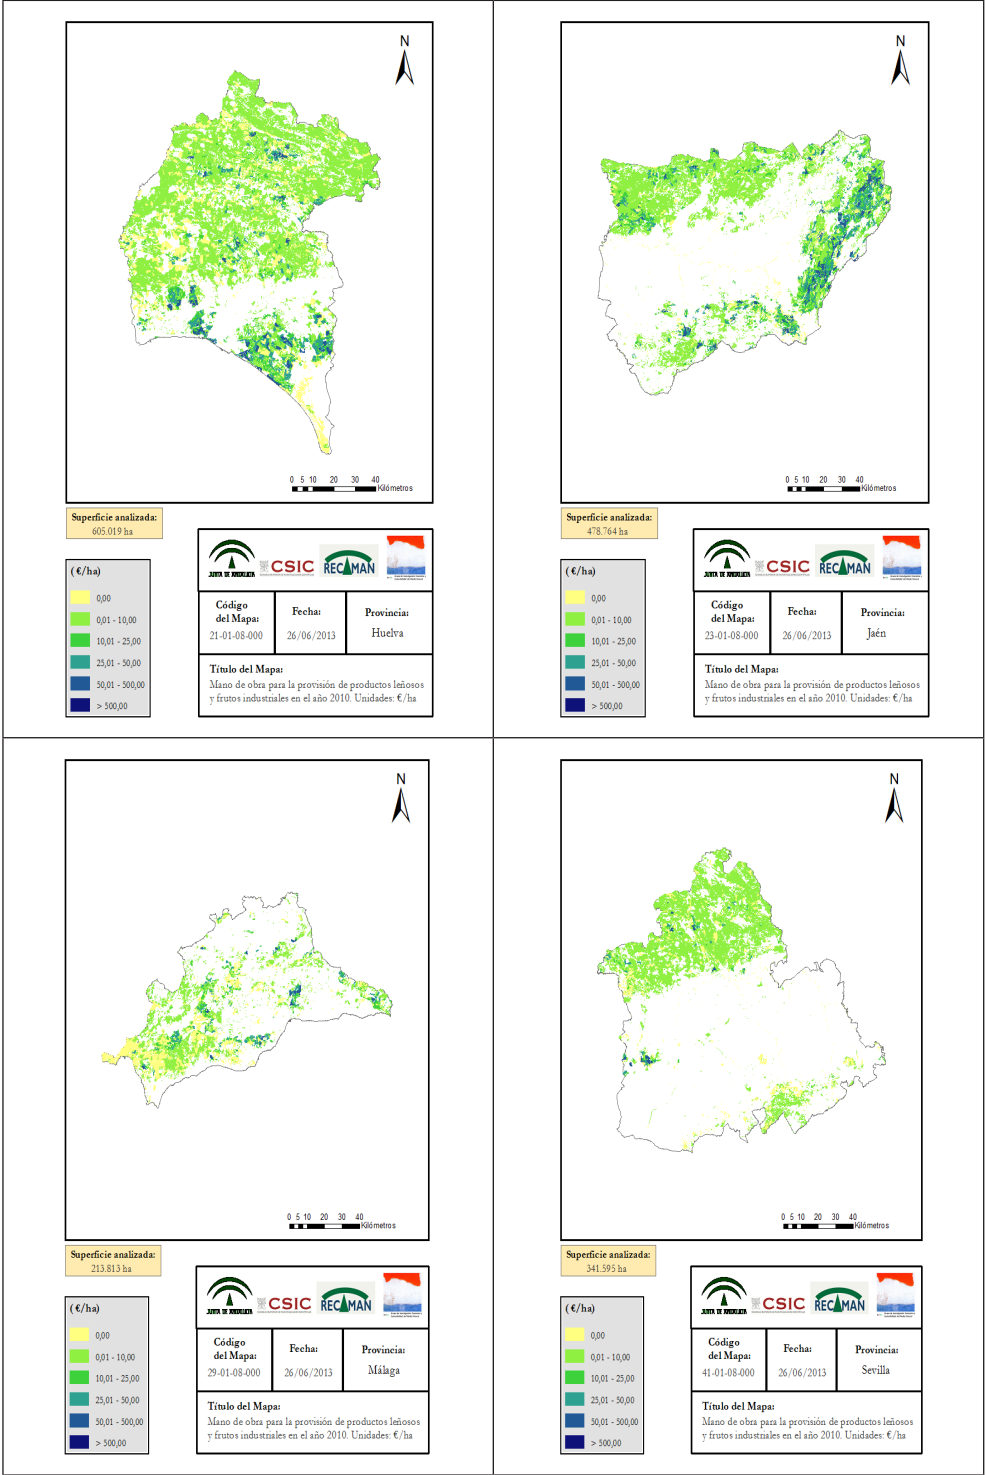 N
0 5 10 20 30 40
Kilómetros
Superficie analizada:
605.019 ha
(€/ha)
0,00
0,01 - 10,00
10,01 - 25,00
25,01 - 50,00
50,01 - 500,00
> 500,00
JUNTA DE ANDALUCIA
CSIC
RECAMAN
Código
del Mapa:
21-01-08-000
Fecha:
26/06/2013
Provincia:
Huelva
Título del Mapa:
Mano de obra para la provisión de productos leñosos
y frutos industriales en el año 2010. Unidades: €/ha
N
0 5 10 20 30 40
Kilómetros
Superficie analizada:
478.764 ha
(€/ha)
0,00
0,01 - 10,00
10,01 - 25,00
25,01 - 50,00
50,01 - 500,00
> 500,00
JUNTA DE ANDALUCIA
CSIC
RECAMAN
Código
del Mapa:
23-01-08-000
Fecha:
26/06/2013
Provincia:
Jaén
Título del Mapa:
Mano de obra para la provisión de productos leñosos
y frutos industriales en el año 2010. Unidades: €/ha
N
0 5 10 20 30 40
Kilómetros
Superficie analizada:
213.813 ha
(€/ha)
0,00
0,01 - 10,00
10,01 - 25,00
25,01 - 50,00
50,01 - 500,00
> 500,00
JUNTA DE ANDALUCIA
CSIC
RECAMAN
Código
del Mapa:
29-01-08-000
Fecha:
26/06/2013
Provincia:
Málaga
Título del Mapa:
Mano de obra para la provisión de productos leñosos
y frutos industriales en el año 2010. Unidades: €/ha
N
0 5 10 20 30 40
Kilómetros
Superficie analizada:
341.595 ha
(€/ha)
0,00
0,01 - 10,00
10,01 - 25,00
25,01 - 50,00
50,01 - 500,00
> 500,00
JUNTA DE ANDALUCIA
CSIC
RECAMAN
Código
del Mapa:
41-01-08-000
Fecha:
26/06/2013
Provincia:
Sevilla
Título del Mapa:
Mano de obra para la provisión de productos leñosos
y frutos industriales en el año 2010. Unidades: €/ha